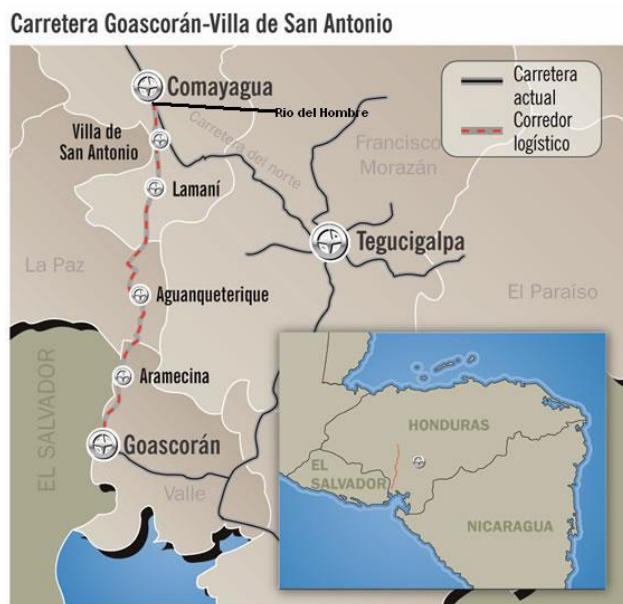 Carretera Goascorán-Villa de San Antonio
Comayagua
Rio del Hombre
Carretera
actual
Corredor
logístico
Villa de
San Antonio
Carretera del norte
Francisco
Morazán
Lamaní
Tegucigalpa
La Paz
Aguanqueterique
El Paraíso
Aramecina
EL SALVADOR
Goascorán
Valle
HONDURAS
EL
SALVADOR
NICARAGUA